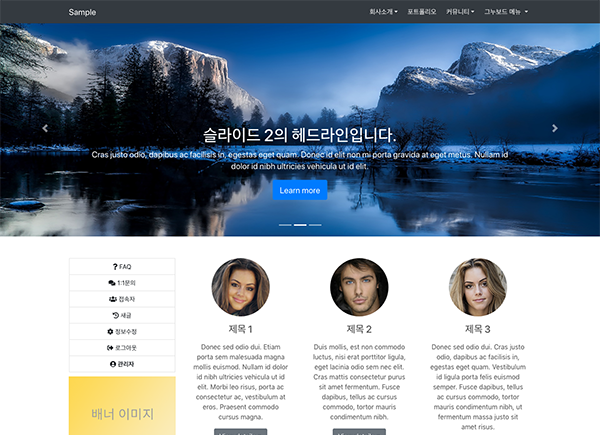 Sample
회사소개 포트폴리오 커뮤니티 그누보드 메뉴
슬라이드 2의 헤드라인입니다.
Cras justo odio, dapibus ac facilisis in, egestas eget quam. Donec id elit non mi porta gravida at eget metus. Nullam id
dolor id nibh ultricies vehicula ut id elit.
Learn more
FAQ
1:1문의
접속자
새글
정보수정
로그아웃
관리자
배너 이미지
제목 1
Donec sed odio dui. Etiam
porta sem malesuada magna
mollis euismod. Nullam id dolor
id nibh ultricies vehicula ut id
elit. Morbi leo risus, porta ac
consectetur ac, vestibulum at
eros. Praesent commodo
cursus magna.
제목 2
Duis mollis, est non commodo
luctus, nisi erat porttitor ligula,
eget lacinia odio sem nec elit.
Cras mattis consectetur purus
sit amet fermentum. Fusce
dapibus, tellus ac cursus
commodo, tortor mauris
condimentum nibh.
제목 3
Donec sed odio dui. Cras justo
odio, dapibus ac facilisis in,
egestas eget quam. Vestibulum
id ligula porta felis euismod
semper. Fusce dapibus, tellus
ac cursus commodo, tortor
mauris condimentum nibh, ut
fermentum massa justo sit
amet risus.